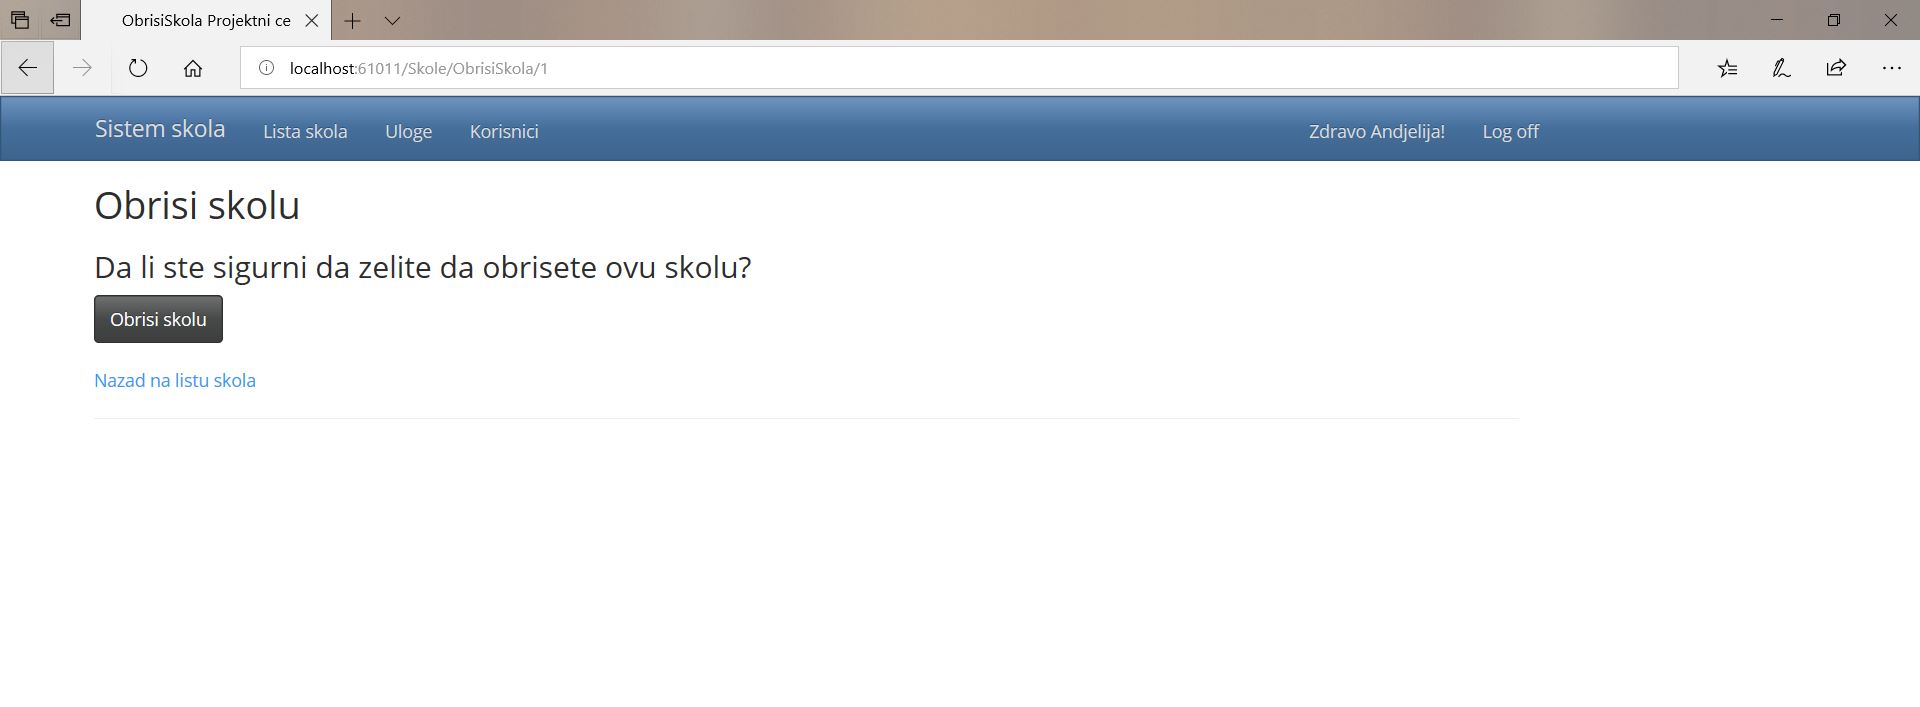 ObrisiSkola Projektni ce
localhost:61011/Skole/ObrisiSkola/1
Sistem skola Lista skola Uloge Korisnici Zdravo Andjelija! Log off
Obrisi skolu
Da li ste sigurni da zelite da obrisete ovu skolu?
Obrisi skolu
Nazad na listu skola